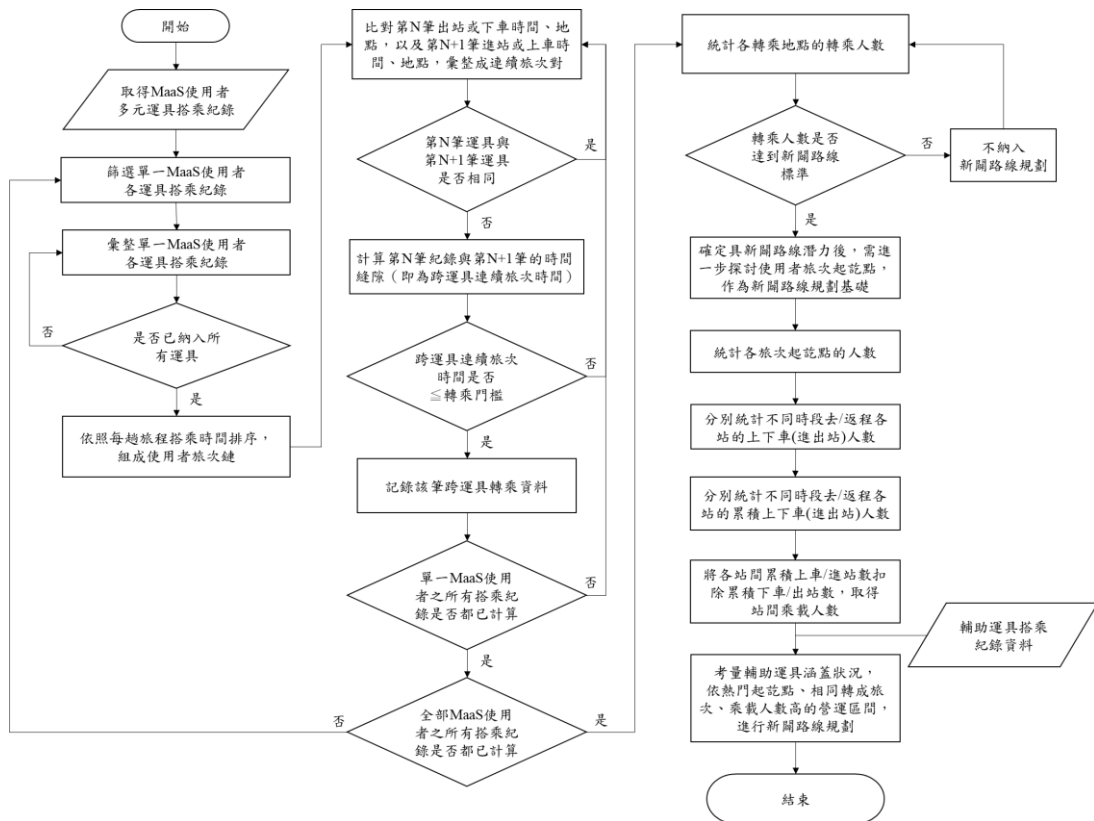 開始
取得MaaS使用者
多元運具搭乘紀錄
篩選單一MaaS使用者
各運具搭乘紀錄
彙整單一MaaS使用者
各運具搭乘紀錄
否
是否已納入所
有運具
是
依照每趟旅程搭乘時間排序，
組成使用者旅次鏈
比對第N筆出站或下車時間、地
點，以及第N+1筆進站或上車時
間、地點，彙整成連續旅次對
第N筆運具與
第N+1筆運具
是否相同
是
否
計算第N筆紀錄與第N+1筆的時間
縫隙（即為跨運具連續旅次時間）
跨運具連續旅次
時間是否
≦轉乘門檻
否
是
記錄該筆跨運具轉乘資料
單一MaaS使用
者之所有搭乘紀
錄是否都已計算
否
是
全部MaaS使用
者之所有搭乘紀
錄是否都已計算
否
是
統計各轉乘地點的轉乘人數
轉乘人數是否
達到新闢路線
標準
否
不納入
新闢路線規劃
是
確定具新闢路線潛力後，需進
一步探討使用者旅次起訖點，
作為新闢路線規劃基礎
統計各旅次起訖點的人數
分別統計不同時段去/返程各
站的上下車(進出站)人數
分別統計不同時段去/返程各
站的累積上下車(進出站)人數
將各站間累積上車/進站數扣
除累積下車/出站數，取得
站間乘載人數
輔助運具搭乘
紀錄資料
考量輔助運具涵蓋狀況，
依熱門起訖點、相同轉成旅
次、乘載人數高的營運區間，
進行新闢路線規劃
結束